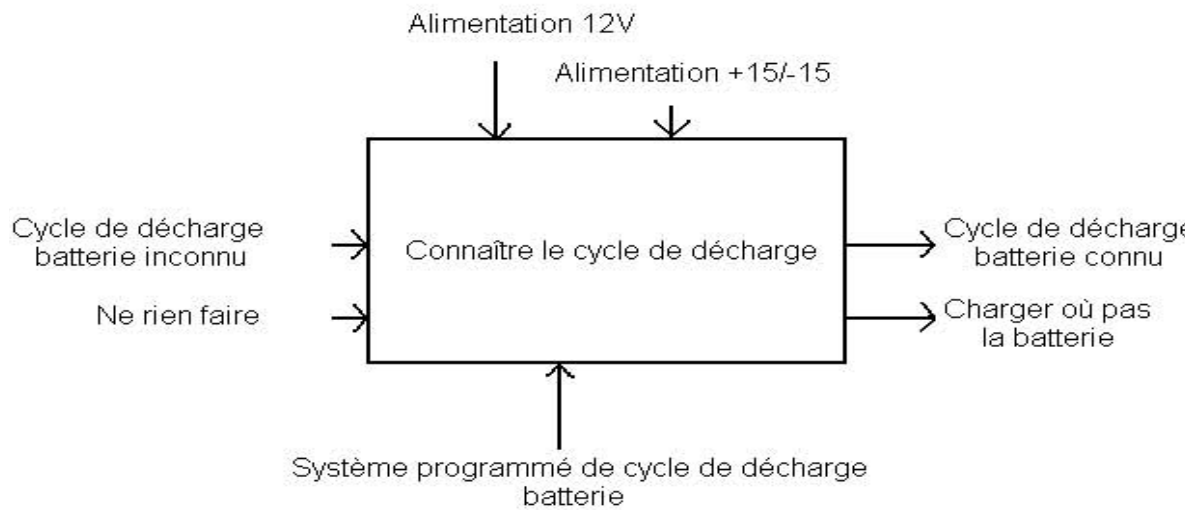 Alimentation 12V
Alimentation +15/-15
Cycle de décharge
batterie inconnu
Ne rien faire
Connaître le cycle de décharge
Cycle de décharge
batterie connu
Charger où pas
la batterie
Système programmé de cycle de décharge
batterie